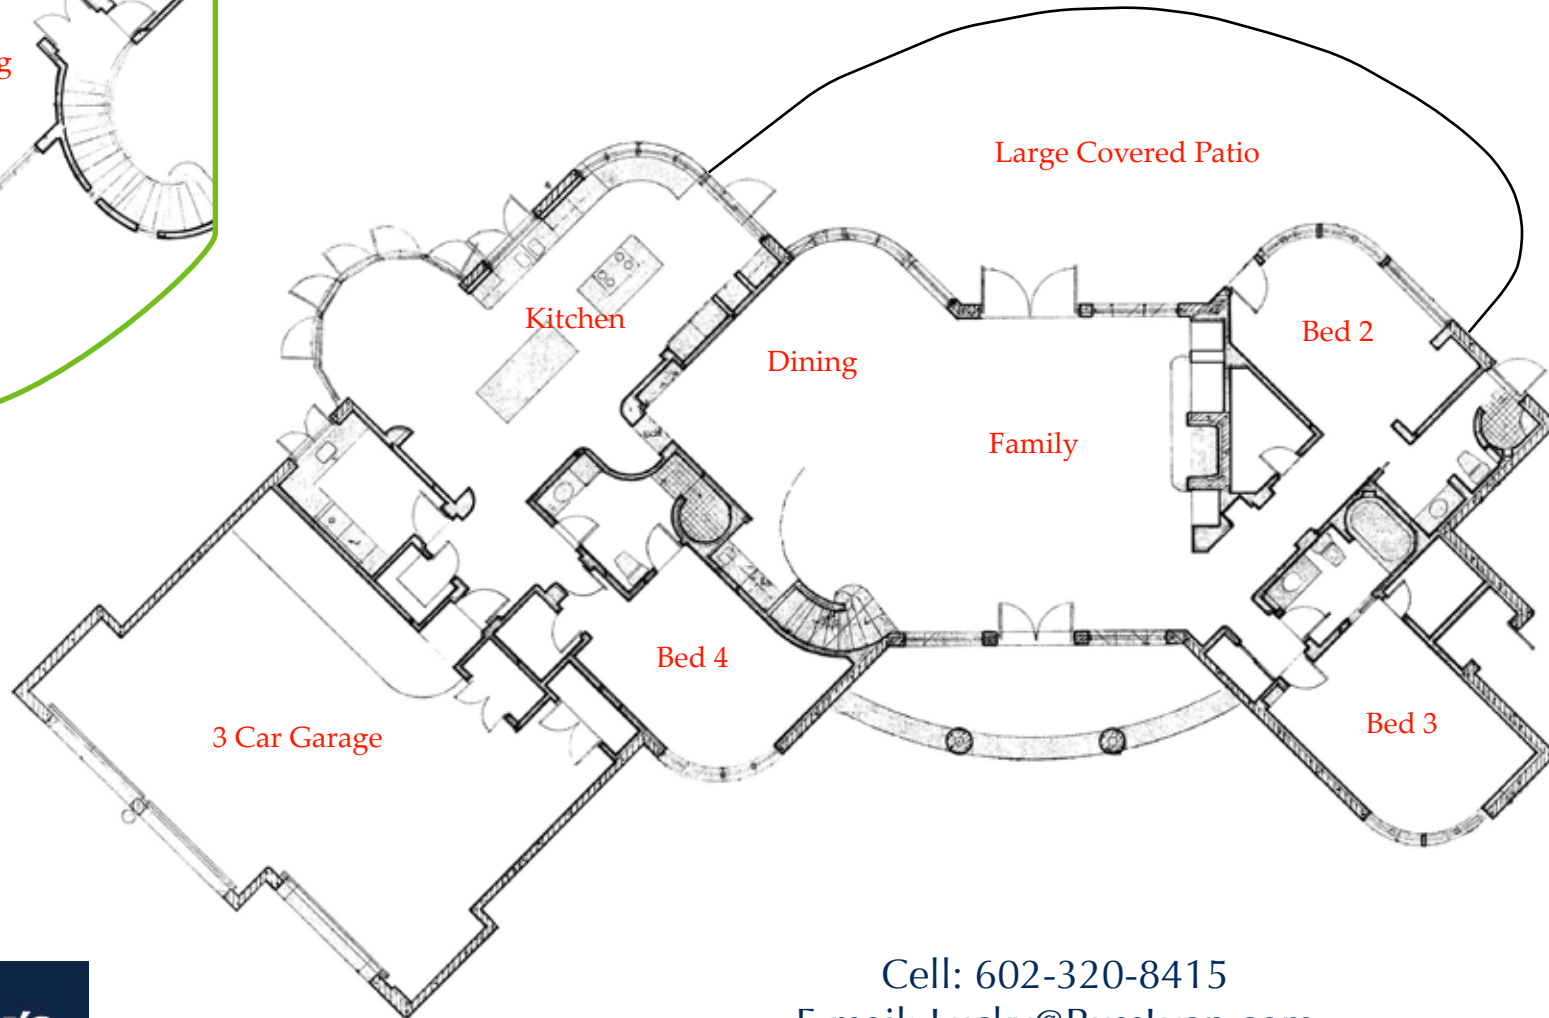 Large Covered Patio
Kitchen
Dining
Bed 2
Family
Bed 4
3 Car Garage
Bed 3
Cell: 602-320-8415